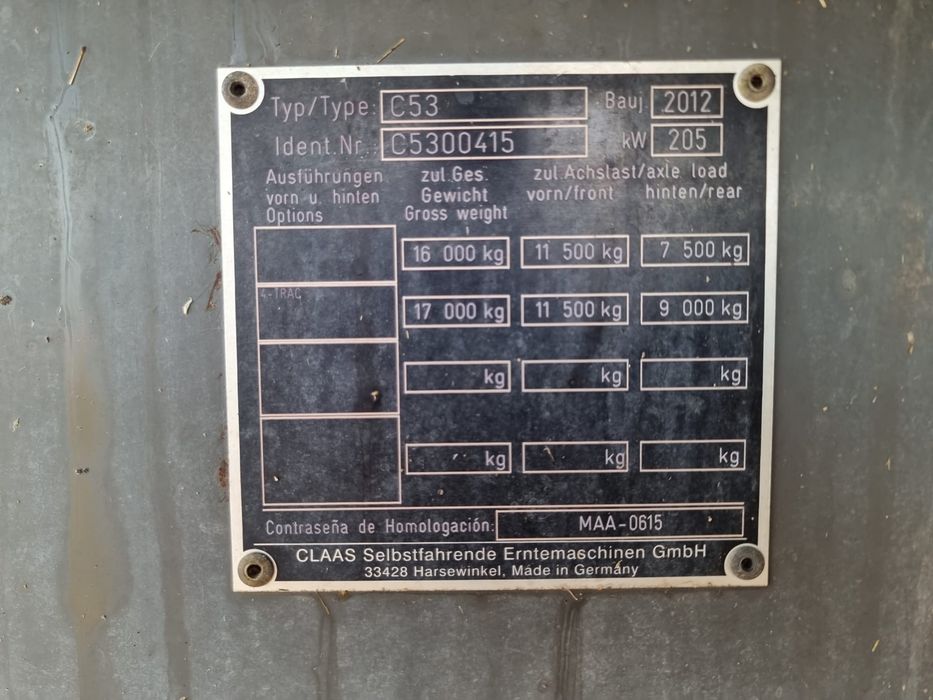 Typ/Type: C53 Bauj. 2012
Ident.Nr.: C5300415 kW 205
Ausführungen zul.Ges. zul.Achslast/axle load
vorn u. hinten Gewicht vorn/front hinten/rear
Options Gross weight
16 000 kg 11 500 kg 7 500 kg
4-TRAC
17 000 kg 11 500 kg 9 000 kg
kg kg kg
kg kg kg
Contraseña de Homologación: MAA-0615
CLAAS Selbstfahrende Erntemaschinen GmbH
33428 Harsewinkel, Made in Germany